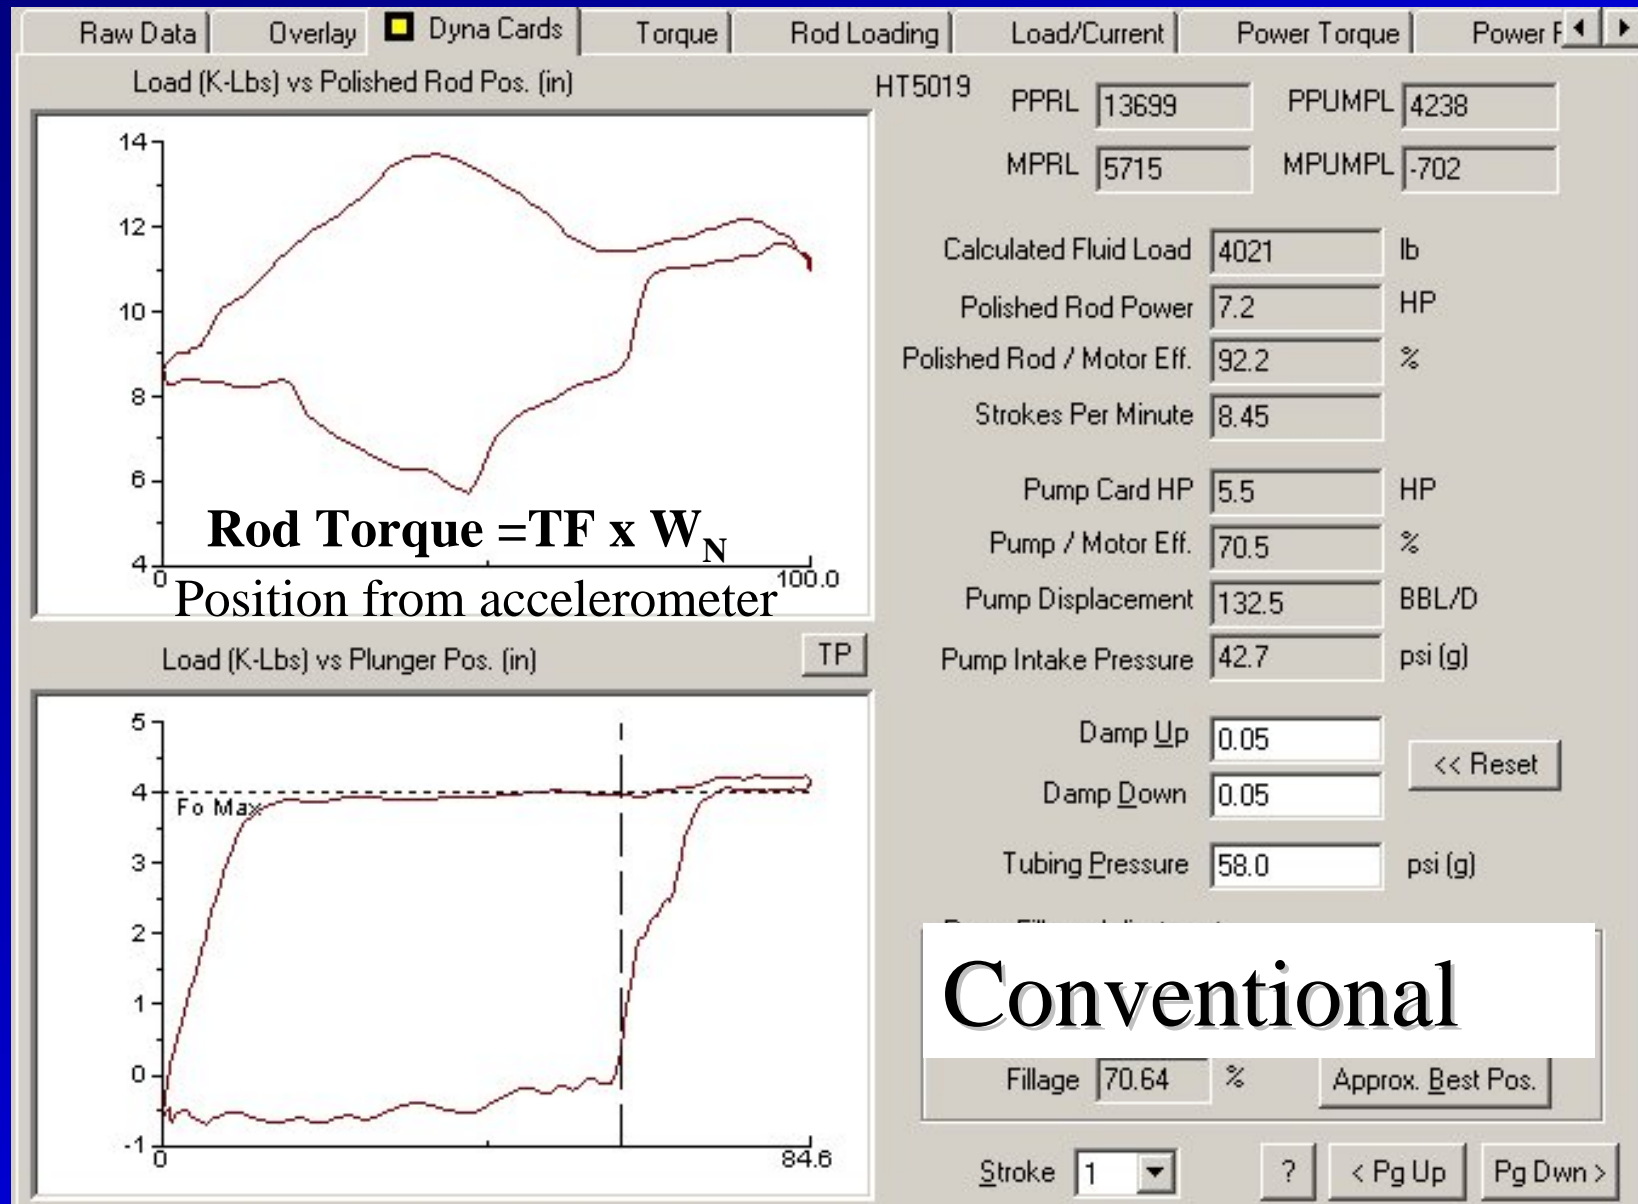 Raw Data Overlay Dyna Cards Torque Rod Loading Load/Current Power Torque Power
Load (K-Lbs) vs Polished Rod Pos. (in)
14
12
10
8
6
4
0 100.0
Rod Torque =TF x WN
Position from accelerometer
Load (K-Lbs) vs Plunger Pos. (in)
TP
5
4
3
2
1
0
-1
Fo Max
0 84.6
HT5019
PPRL 13699 PPUMPL 4238
MPRL 5715 MPUMPL -702
Calculated Fluid Load 4021 lb
Polished Rod Power 7.2 HP
Polished Rod / Motor Eff. 92.2 %
Strokes Per Minute 8.45
Pump Card HP 5.5 HP
Pump / Motor Eff. 70.5 %
Pump Displacement 132.5 BBL/D
Pump Intake Pressure 42.7 psi (g)
Damp Up 0.05
<< Reset
Damp Down 0.05
Tubing Pressure 58.0 psi (g)
Conventional
Fillage 70.64 % Approx. Best Pos.
Stroke 1 ? < Pg Up Pg Dwn >